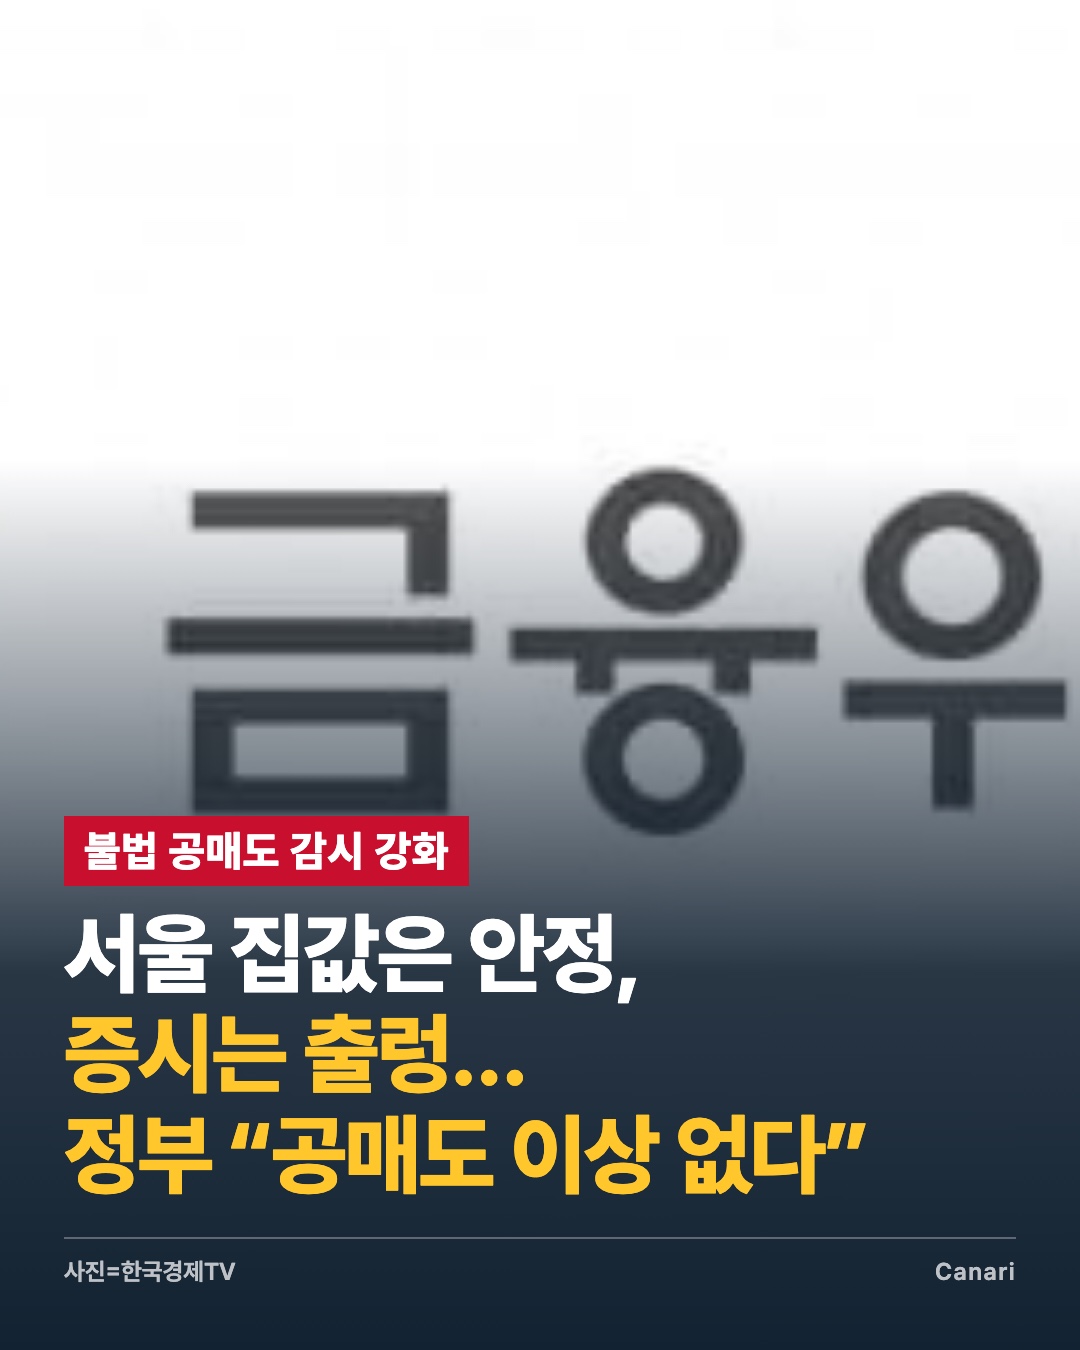 금융우
불법 공매도 감시 강화
서울 집값은 안정,
증시는 출렁...
정부 “공매도 이상 없다”
사진=한국경제TV
Canari